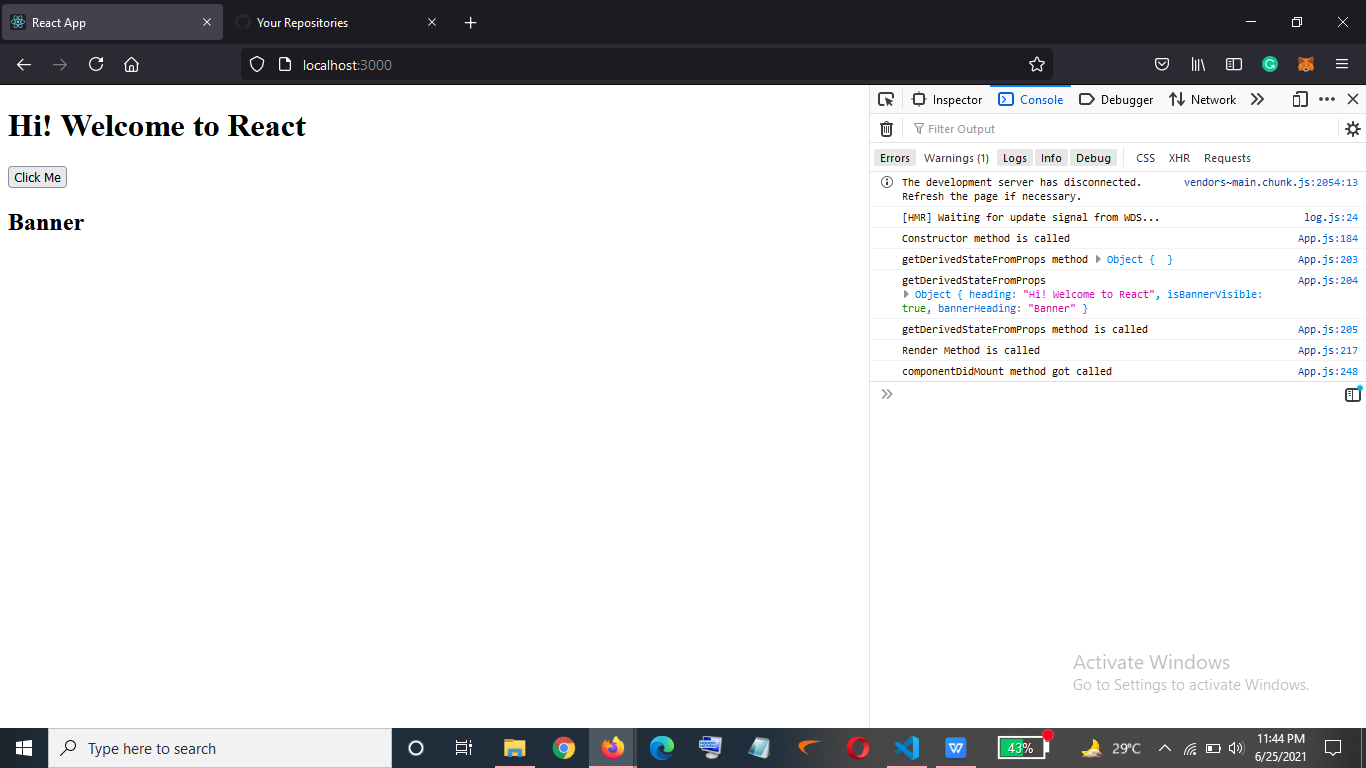 React App
Your Repositories
localhost:3000
Hi! Welcome to React
Click Me
Banner
Inspector Console Debugger Network
Filter Output
Errors Warnings (1) Logs Info Debug CSS XHR Requests
The development server has disconnected. vendors~main.chunk.js:2054:13
Refresh the page if necessary.
[HMR] Waiting for update signal from WDS... log.js:24
Constructor method is called App.js:184
getDerivedStateFromProps method Object { } App.js:203
getDerivedStateFromProps App.js:204
Object { heading: "Hi! Welcome to React", isBannerVisible:
true, bannerHeading: "Banner" }
getDerivedStateFromProps method is called App.js:205
Render Method is called App.js:217
componentDidMount method got called App.js:248
Activate Windows
Go to Settings to activate Windows.
Type here to search
43%
29°C
11:44 PM
6/25/2021